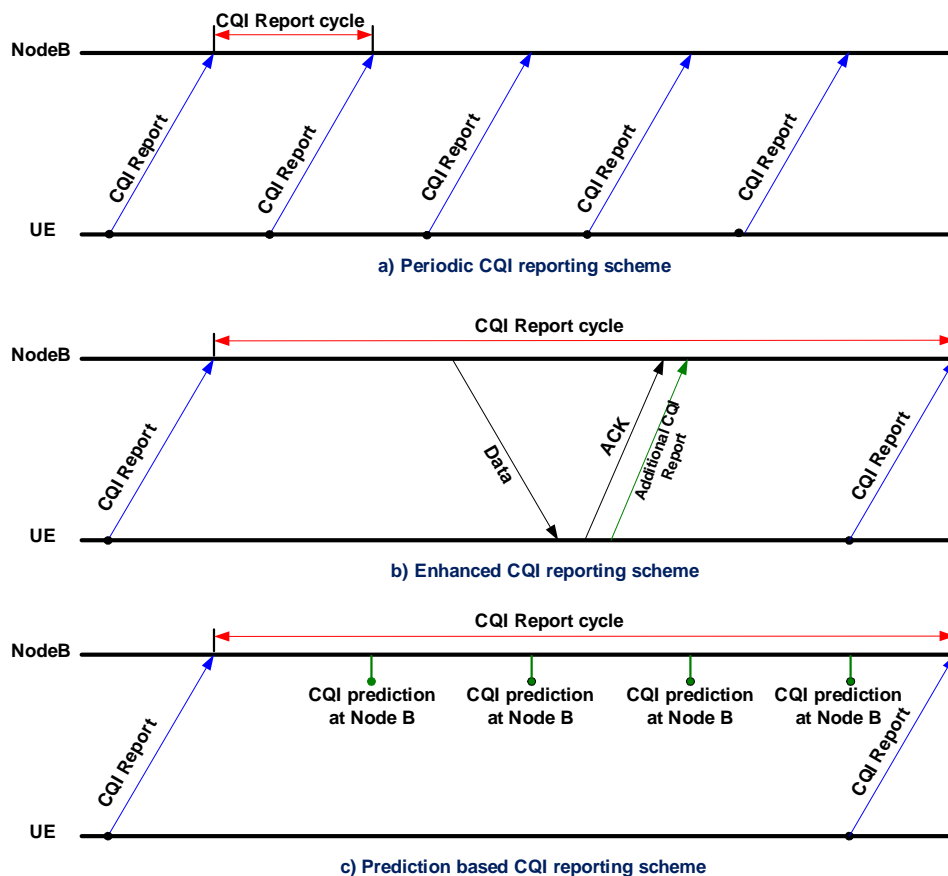 CQI Report cycle
NodeB
CQI Report
CQI Report
CQI Report
CQI Report
CQI Report
UE
a) Periodic CQI reporting scheme
CQI Report cycle
NodeB
CQI Report
Data
ACK
Additional CQI
Report
CQI Report
UE
b) Enhanced CQI reporting scheme
CQI Report cycle
NodeB
CQI Report
CQI prediction
at Node B
CQI prediction
at Node B
CQI prediction
at Node B
CQI prediction
at Node B
CQI Report
UE
c) Prediction based CQI reporting scheme